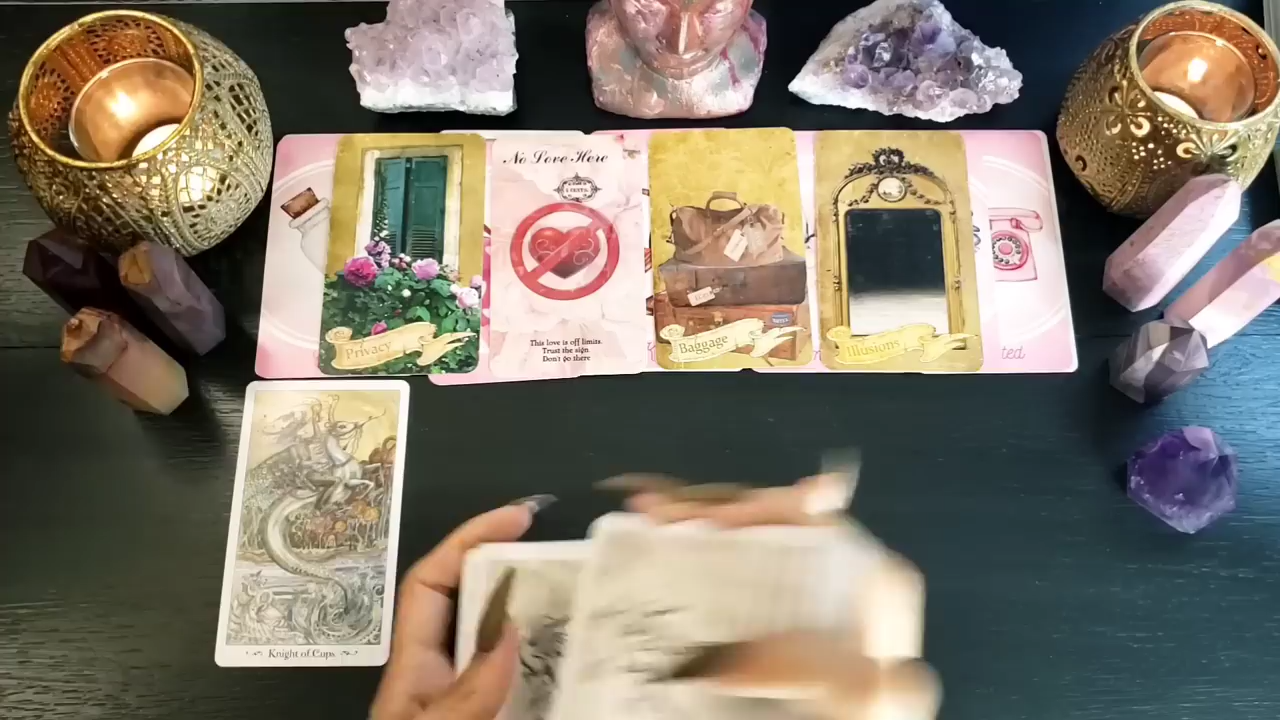 Privacy
No Love Here
This love is off limits.
Trust the sign
Don't go there
Baggage
Illusions
ted
Knight of Cups